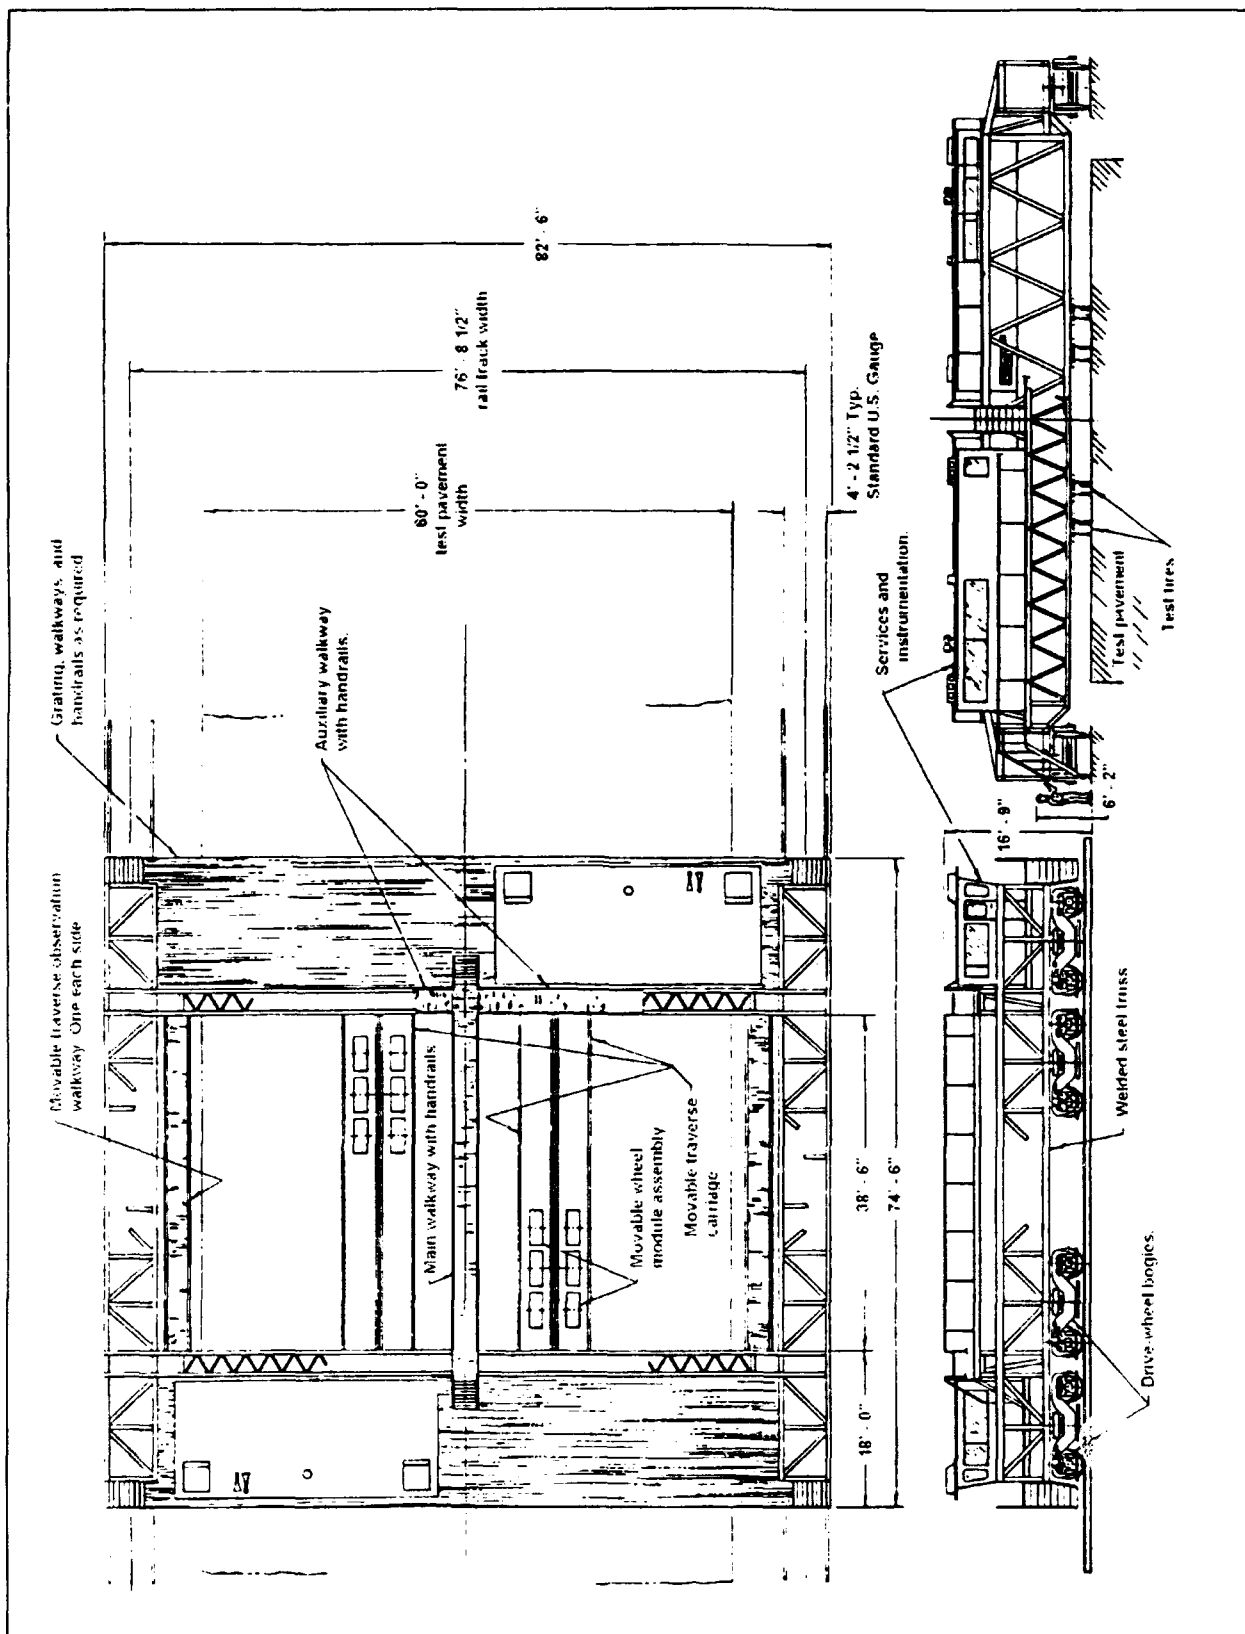 Grating, walkways and
handrails as required
Movable traverse observation
walkway. One each side
Auxiliary walkway
with handrails.
82' - 6"
76' - 8 1/2"
rail track width
60' - 0"
test pavement
width
4' - 2 1/2" Typ.
Standard U.S. Gauge
Main walkway with handrails
Movable wheel
module assembly
Movable traverse
carriage
38' - 6"
74' - 6"
18' - 0"
Services and
instrumentation.
16' - 9"
6' - 2"
Test pavement
Test tires
Welded steel truss
Drive-wheel bogies.